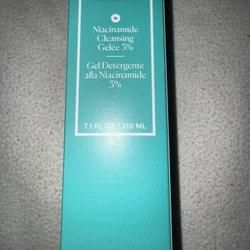 N
Niacinamide
Cleansing
Gelée 3%
Gel Detergente
alla Niacinamide
3%
7.1 FL OZ / 210 ML